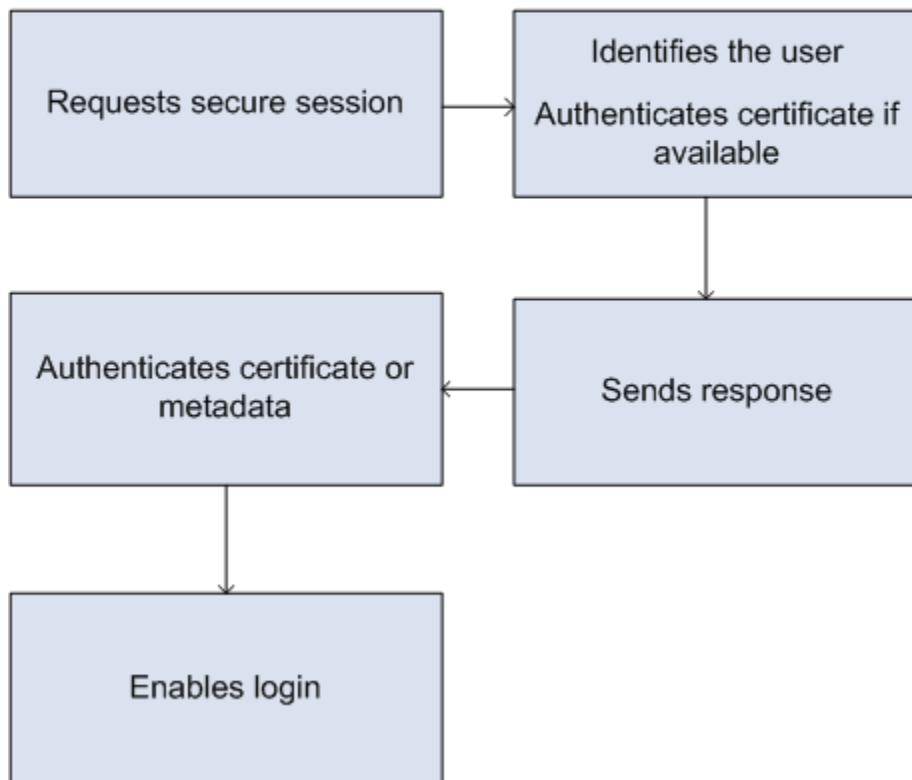 Requests secure session
Identifies the user
Authenticates certificate if
available
Sends response
Authenticates certificate or
metadata
Enables login